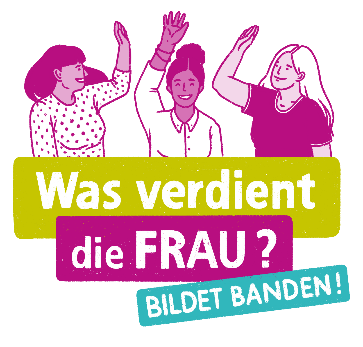 Was verdient
die FRAU?
BILDET BANDEN!